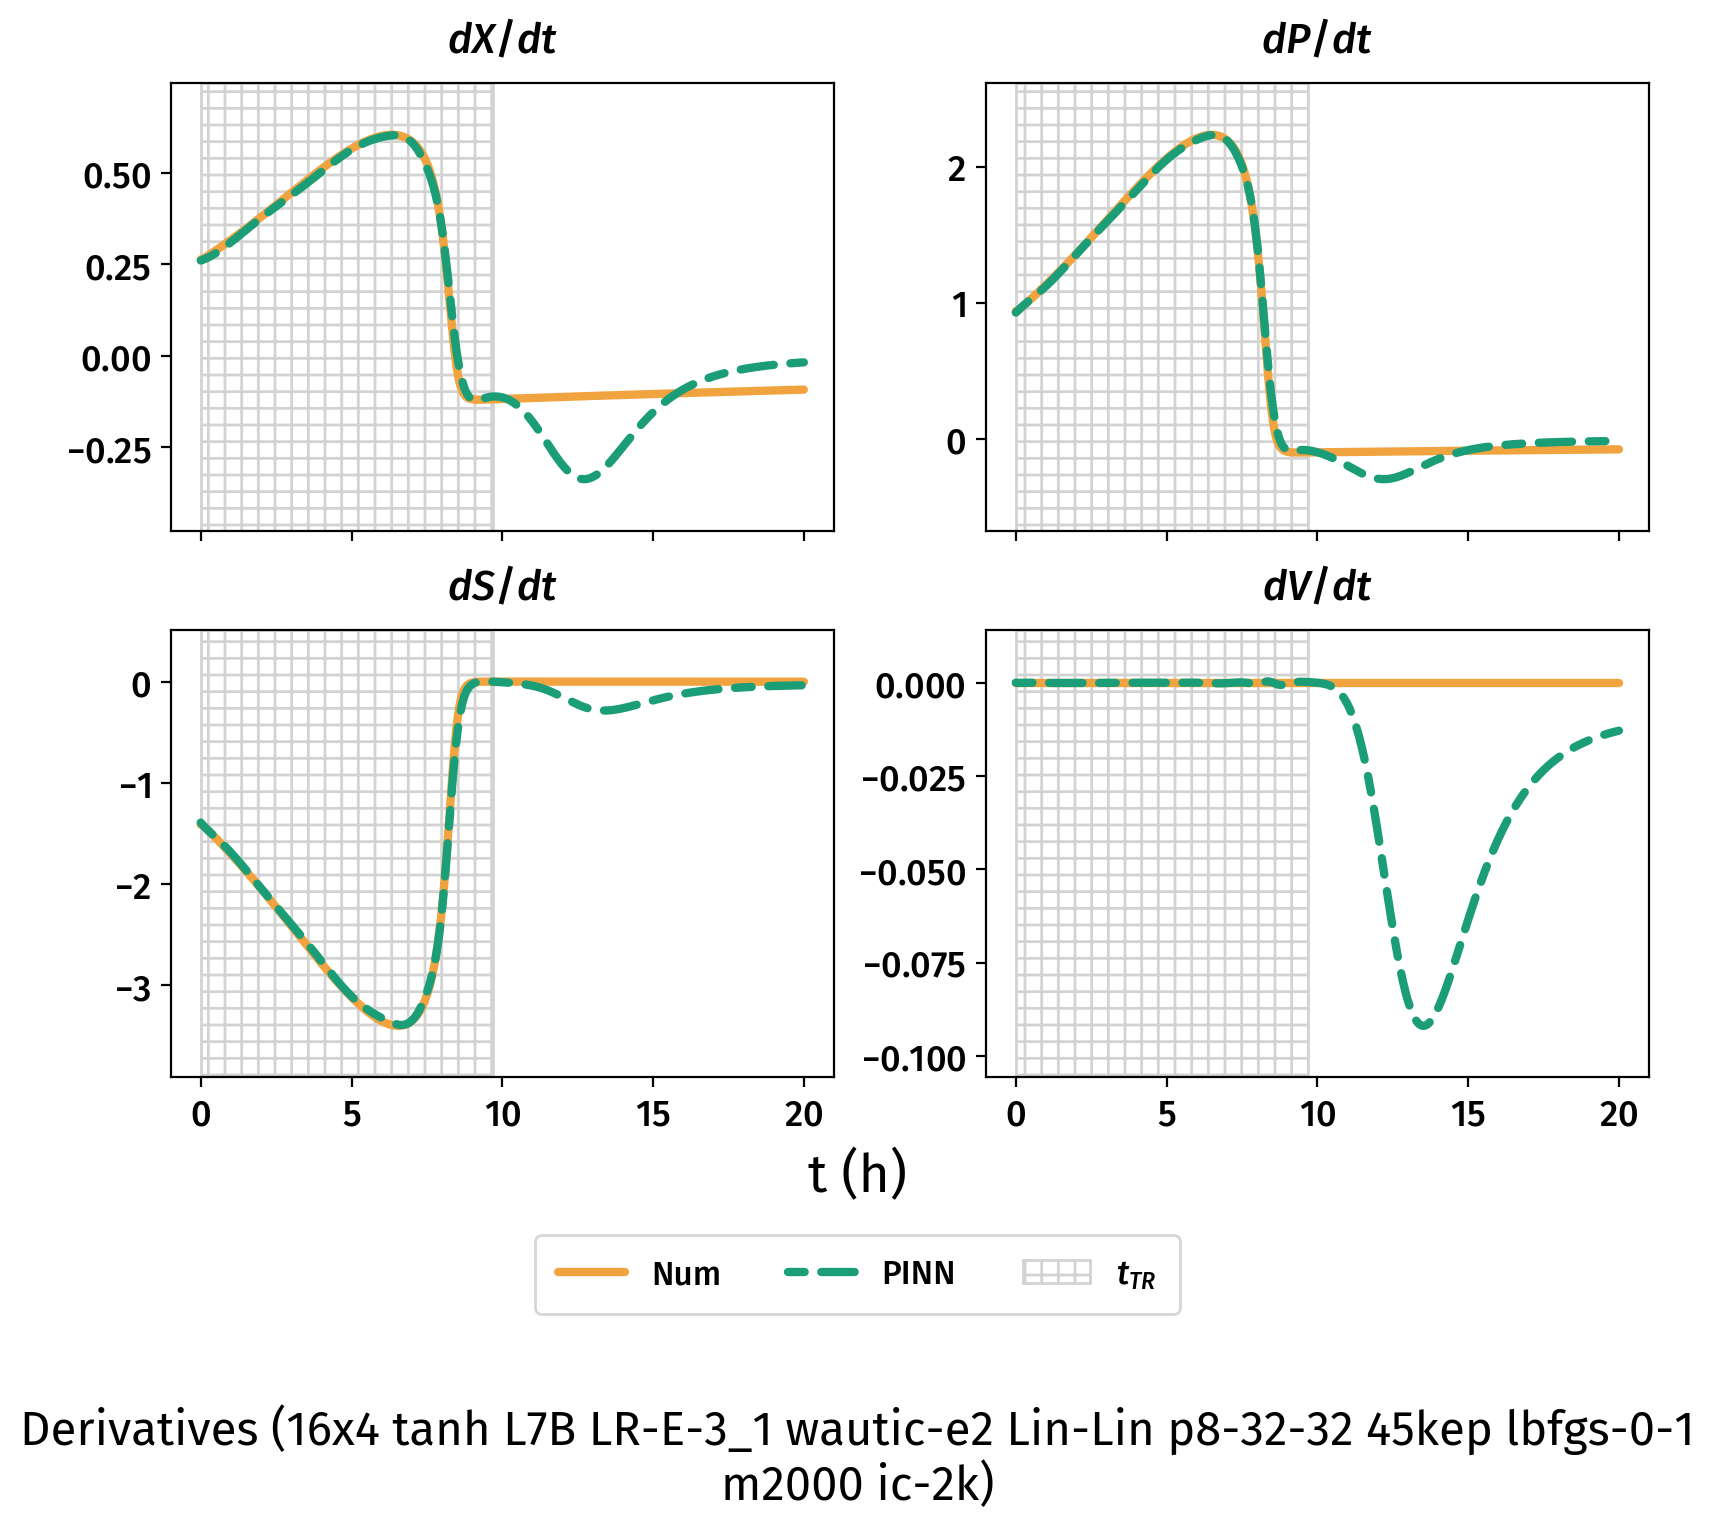 dX/dt
dP/dt
0.50
0.25
0.00
−0.25
2
1
0
dS/dt
dV/dt
0
−1
−2
−3
0.000
−0.025
−0.050
−0.075
−0.100
0 5 10 15 20
0 5 10 15 20
t (h)
Num PINN tTR
Derivatives (16x4 tanh L7B LR-E-3_1 wautic-e2 Lin-Lin p8-32-32 45kep lbfgs-0-1
m2000 ic-2k)